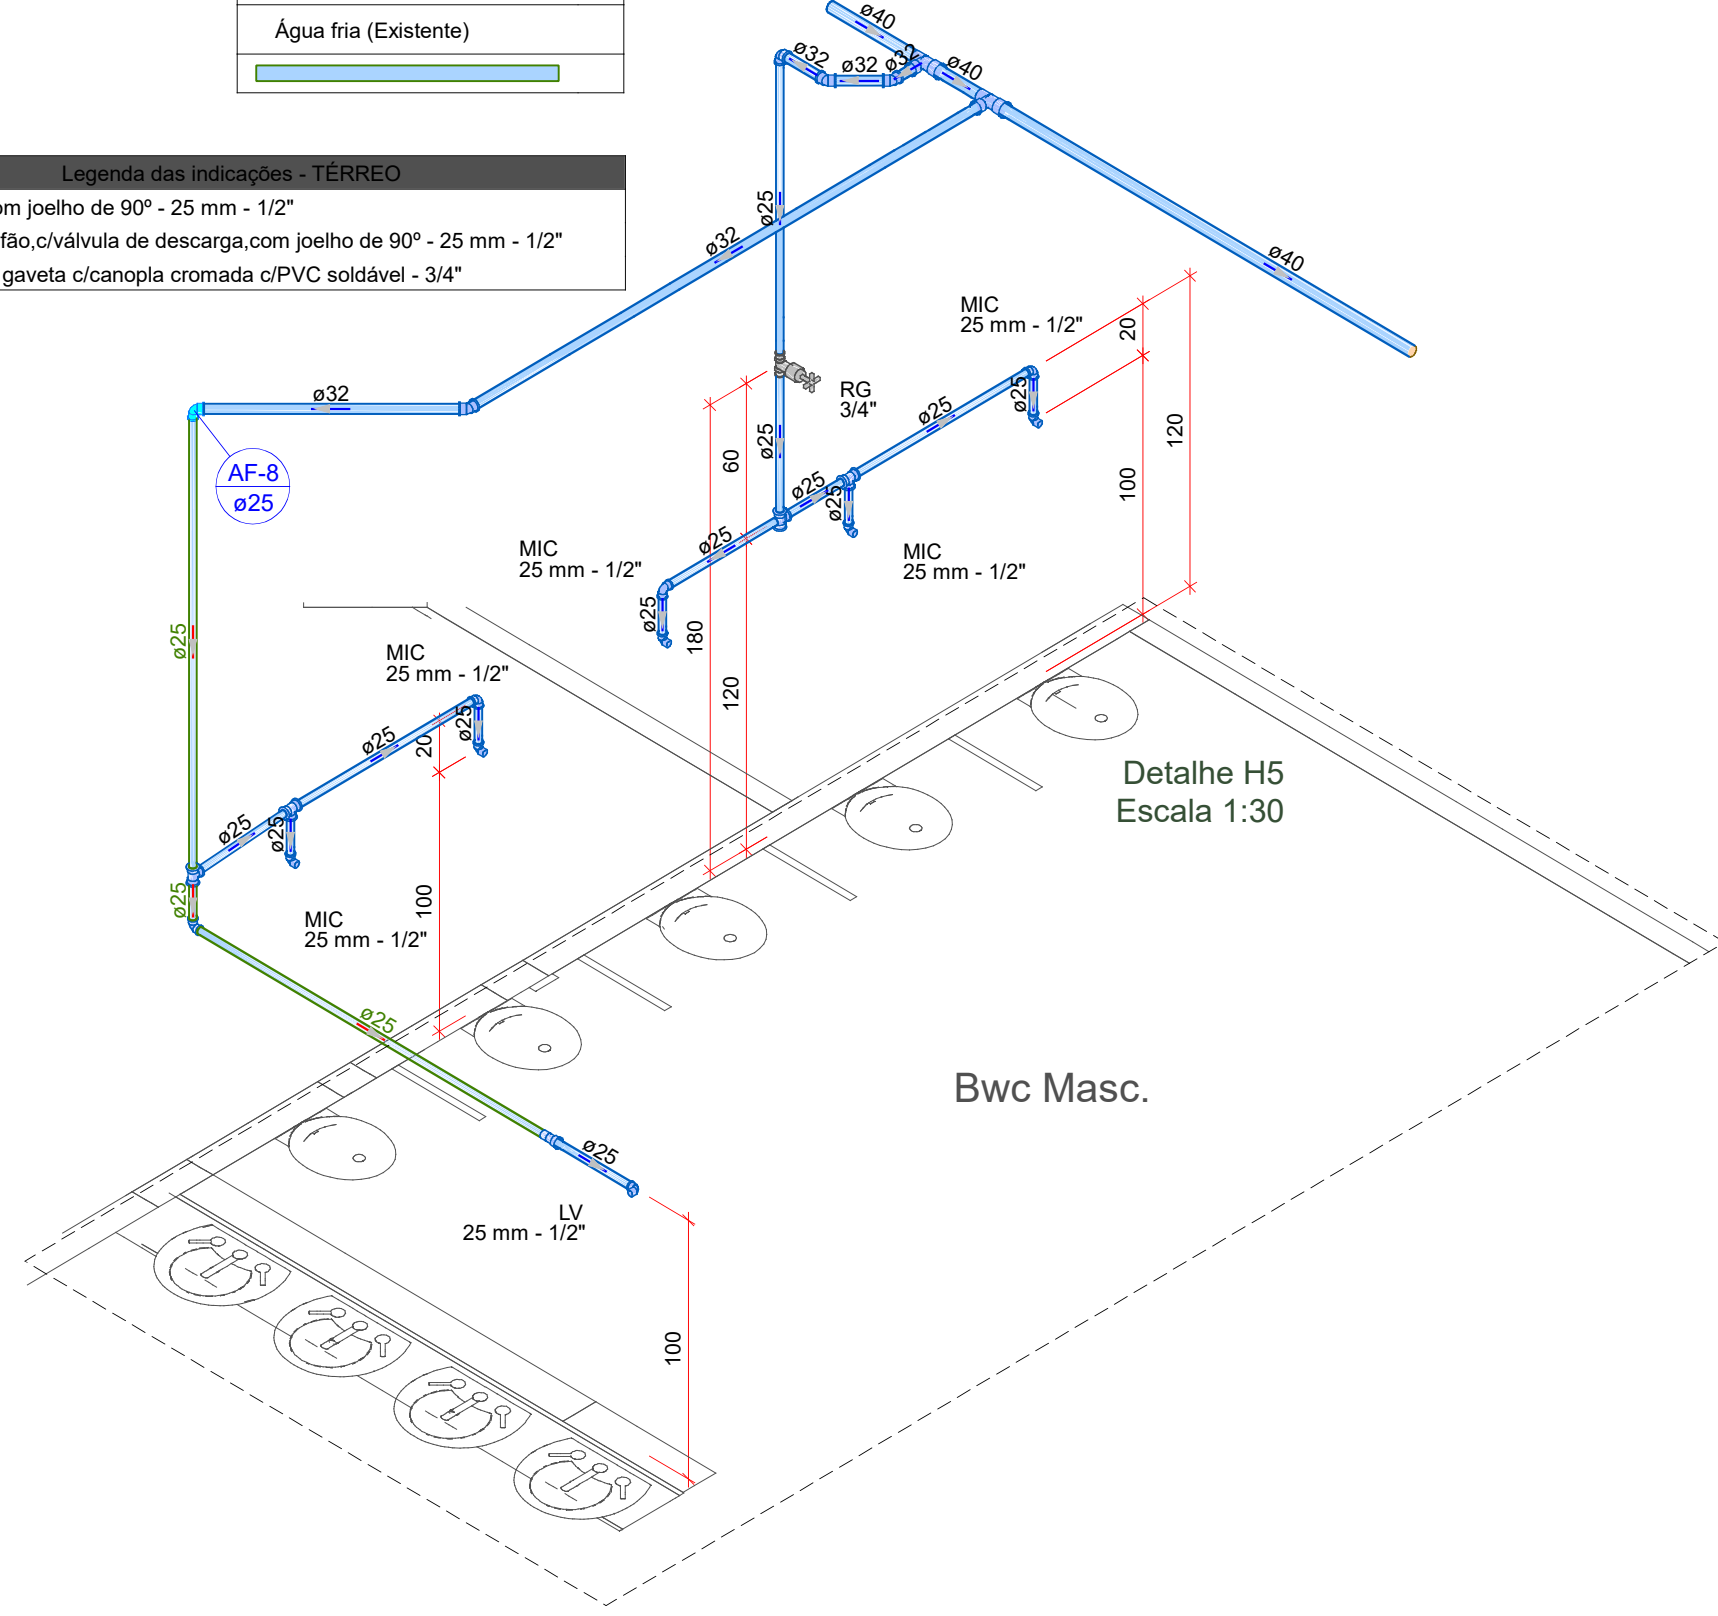 Água fria (Existente)
Legenda das indicações - TÉRREO
om joelho de 90º - 25 mm - 1/2"
fão,c/válvula de descarga,com joelho de 90º - 25 mm - 1/2"
gaveta c/canopla cromada c/PVC soldável - 3/4"
ø40
ø32
ø32
ø32
ø40
ø25
ø32
ø40
MIC
25 mm - 1/2"
20
ø32
RG
3/4"
ø25
ø25
120
AF-8
ø25
60
ø25
ø25
ø25
100
MIC
25 mm - 1/2"
ø25
MIC
25 mm - 1/2"
ø25
180
ø25
MIC
25 mm - 1/2"
120
ø25
20
ø25
Detalhe H5
Escala 1:30
ø25
ø25
ø25
100
MIC
25 mm - 1/2"
ø25
Bwc Masc.
ø25
LV
25 mm - 1/2"
100